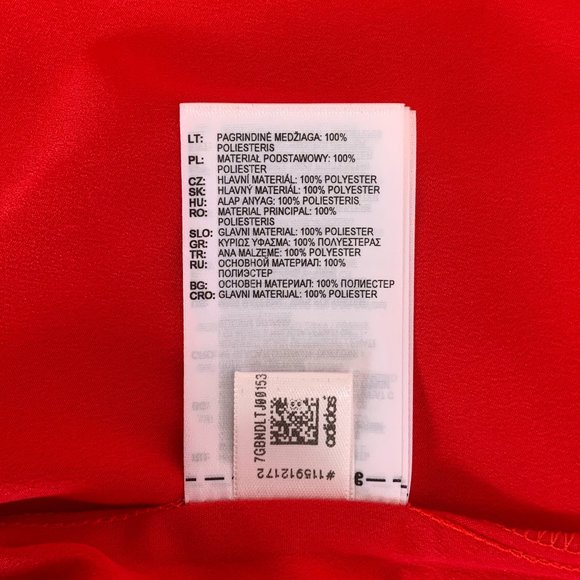 LT: PAGRINDINĖ MEDŽIAGA: 100%
POLIESTERIS
PL: MATERIAŁ PODSTAWOWY: 100%
POLIESTER
CZ: HLAVNÍ MATERIÁL: 100% POLYESTER
SK: HLAVNÝ MATERIÁL: 100% POLYESTER
HU: ALAP ANYAG: 100% POLIESTERIS
RO: MATERIAL PRINCIPAL: 100%
POLIESTERIS
SLO: GLAVNI MATERIAL: 100% POLIESTER
GR: ΚΥΡΙΩΣ ΥΦΑΣΜΑ: 100% ΠΟΛΥΕΣΤΕΡΑΣ
TR: ANA MALZEME: 100% POLYESTER
RU: ОСНОВНОЙ МАТЕРИАЛ: 100%
ПОЛИЭСТЕР
BG: ОСНОВЕН МАТЕРИАЛ: 100% ПОЛИЕСТЕР
CRO: GLAVNI MATERIJAL: 100% POLIESTER
7GBNDLTJ00153
adidas
#115912172